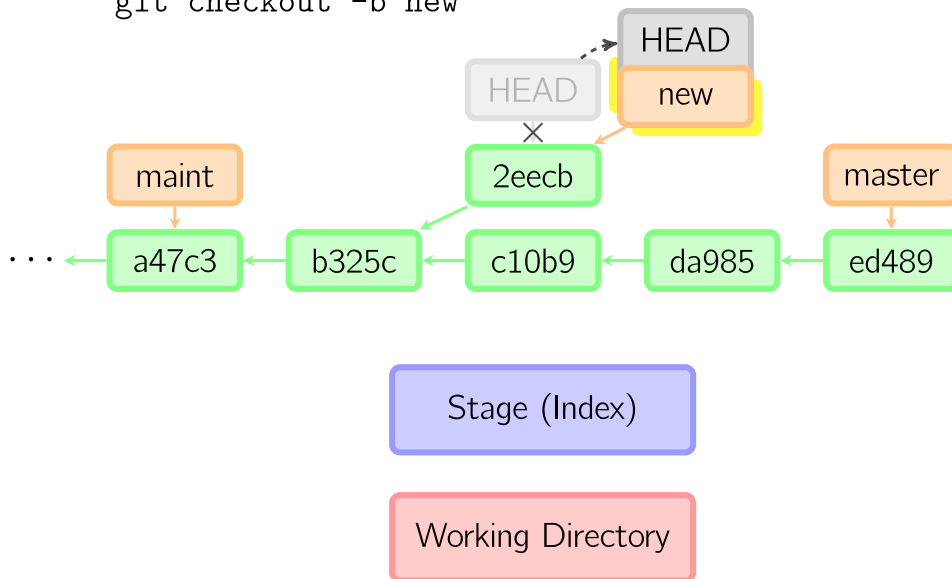 git checkout -b new
HEAD
HEAD
new
maint
2eecb
master
...
a47c3
b325c
c10b9
da985
ed489
Stage (Index)
Working Directory